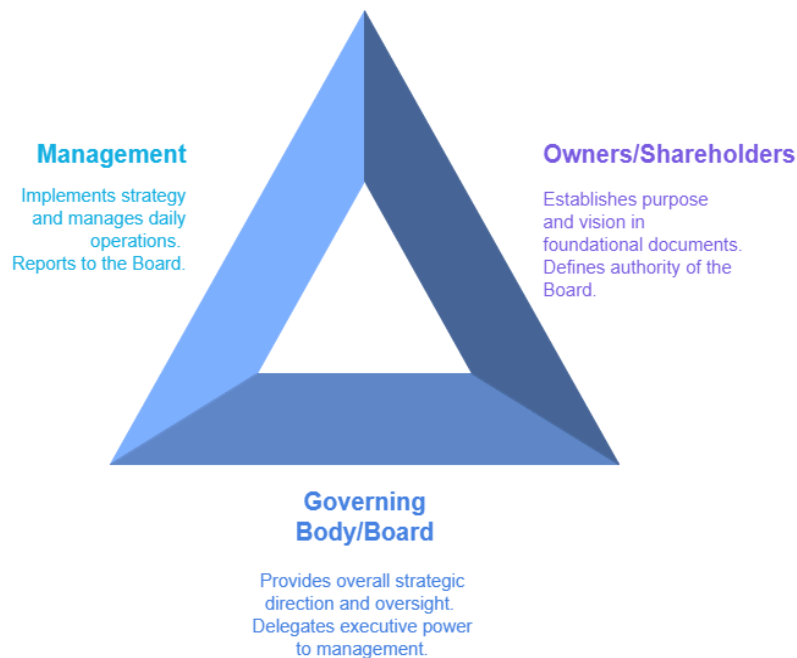 Management
Implements strategy
and manages daily
operations.
Reports to the Board.
Owners/Shareholders
Establishes purpose
and vision in
foundational documents.
Defines authority of the
Board.
Governing
Body/Board
Provides overall strategic
direction and oversight.
Delegates executive power
to management.